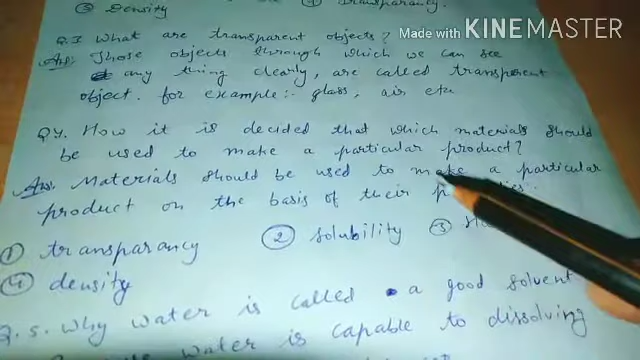 ③ Density ④ Transparancy.
Made with KINEMASTER
Q.3 What are transparent objects?
Ans: Those objects through which we can see
any thing clearly, are called transparent
object. for example:- glass, air etc
Q4. How it is decided that which materials should
be used to make a particular product?
Ans: Materials should be used to make a particular
product on the basis of their
① transparancy ② solubility ③
④ density
Q.5. Why water is called a good solvent
water is capable to dissolving